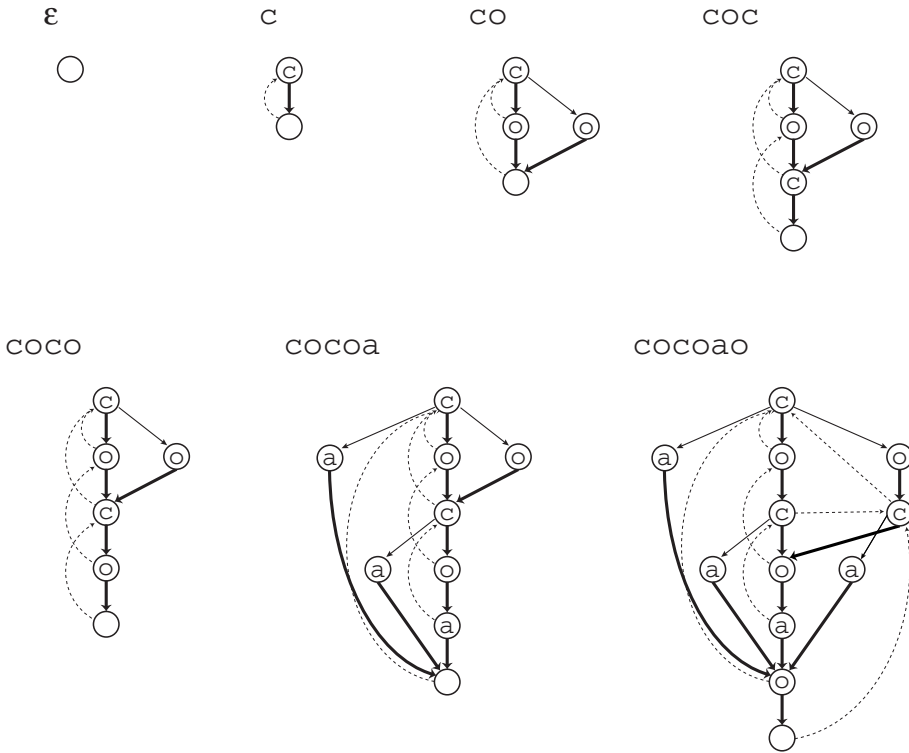 ε c co coc
c c c
o o o o
c
coco cocoa cocoao
c c c
o o a o o a o o
c c c c
o a o a o a
a a
o